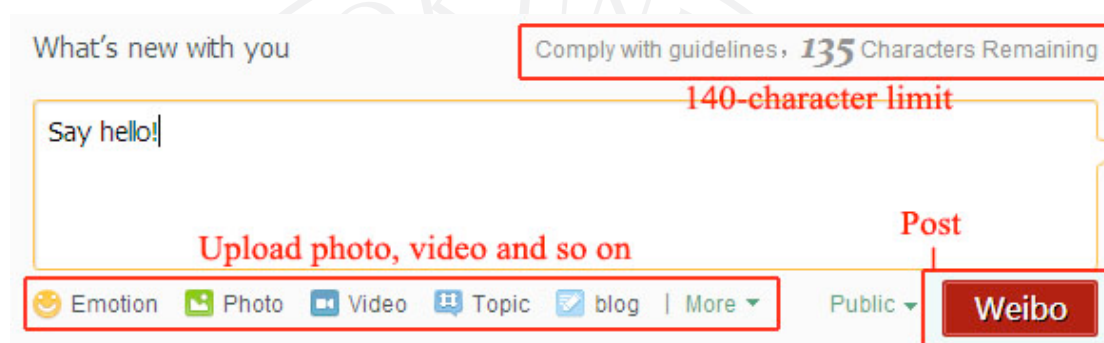 What's new with you
Comply with guidelines, 135 Characters Remaining
140-character limit
Say hello!
Upload photo, video and so on
Post
Emotion Photo Video Topic blog | More Public Weibo